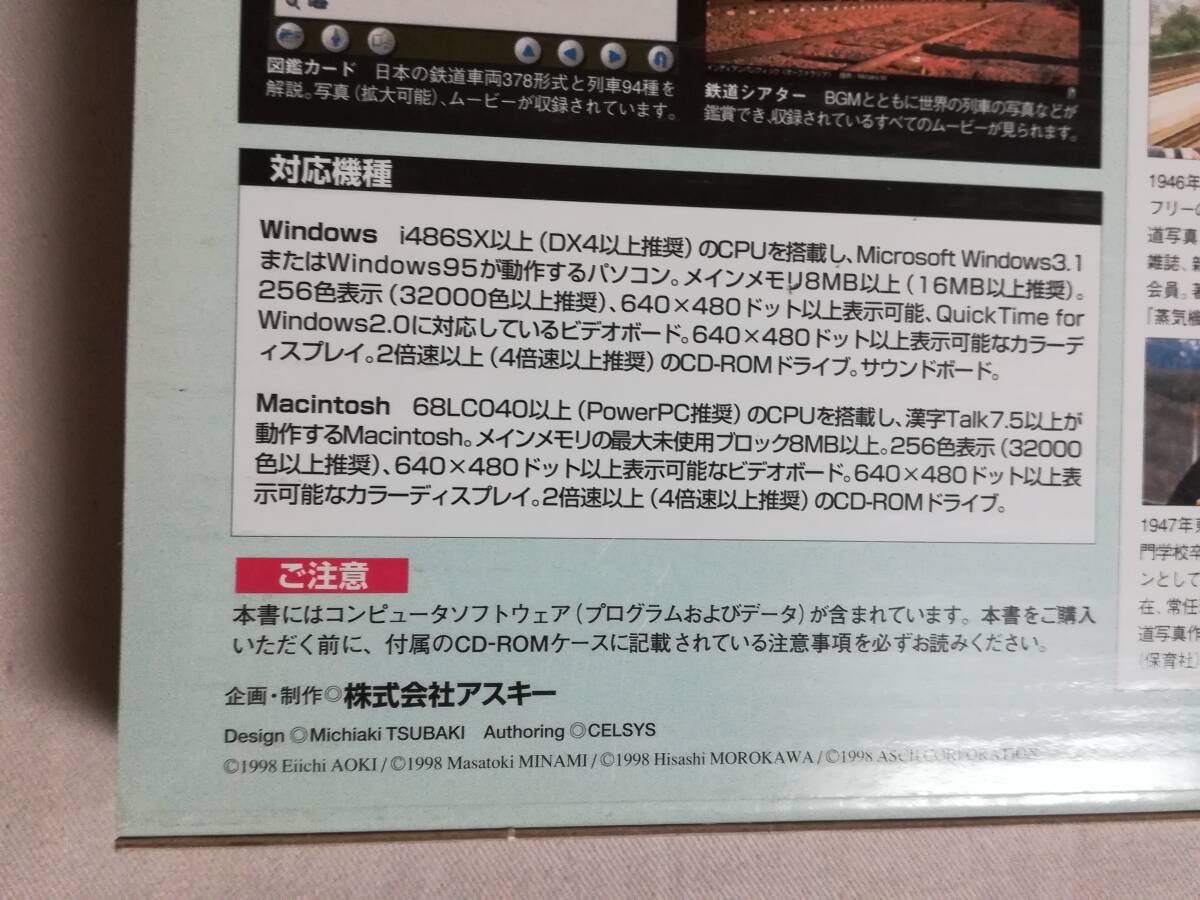 図鑑カード 日本の鉄道車両378形式と列車94種を
解説。写真（拡大可能）、ムービーが収録されています。
鉄道シアター BGMとともに世界の列車の写真などが
鑑賞でき、収録されているすべてのムービーが見られます。
対応機種
Windows i486SX以上（DX4以上推奨）のCPUを搭載し、Microsoft Windows3.1
またはWindows95が動作するパソコン。メインメモリ8MB以上（16MB以上推奨）。
256色表示（32000色以上推奨）、640×480ドット以上表示可能、QuickTime for
Windows2.0に対応しているビデオボード。640×480ドット以上表示可能なカラーデ
ィスプレイ。2倍速以上（4倍速以上推奨）のCD-ROMドライブ。サウンドボード。
Macintosh 68LC040以上（PowerPC推奨）のCPUを搭載し、漢字Talk7.5以上が
動作するMacintosh。メインメモリの最大未使用ブロック8MB以上。256色表示（32000
色以上推奨）、640×480ドット以上表示可能なビデオボード。640×480ドット以上表
示可能なカラーディスプレイ。2倍速以上（4倍速以上推奨）のCD-ROMドライブ。
ご注意
本書にはコンピュータソフトウェア（プログラムおよびデータ）が含まれています。本書をご購入
いただく前に、付属のCD-ROMケースに記載されている注意事項を必ずお読みください。
企画・制作◎株式会社アスキー
Design ◎Michiaki TSUBAKI Authoring ◎CELSYS
©1998 Eiichi AOKI / ©1998 Masatoki MINAMI / ©1998 Hisashi MOROKAWA / ©1998 ASCII CORPORATION
1946年
フリーの
道写真
雑誌、新
会員。著
『蒸気機
1947年東
門学校卒
ンとして
在、常任
道写真作
（保育社）